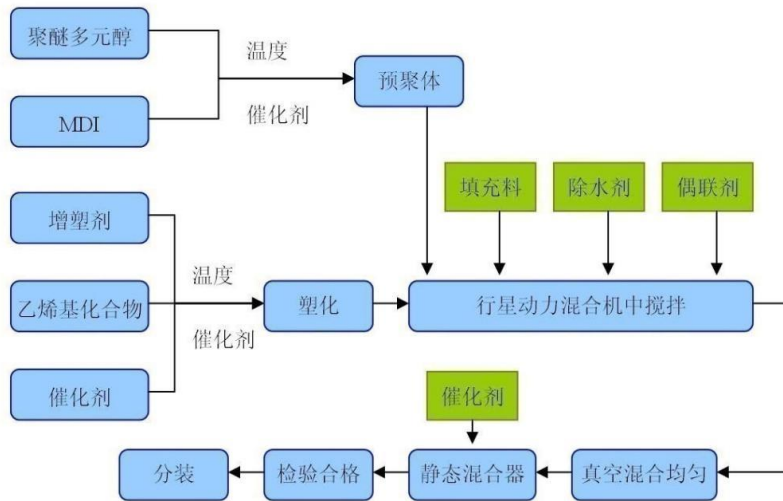 聚醚多元醇
温度
预聚体
MDI
催化剂
填充料
除水剂
偶联剂
增塑剂
温度
乙烯基化合物
塑化
行星动力混合机中搅拌
催化剂
催化剂
催化剂
分装
检验合格
静态混合器
真空混合均匀